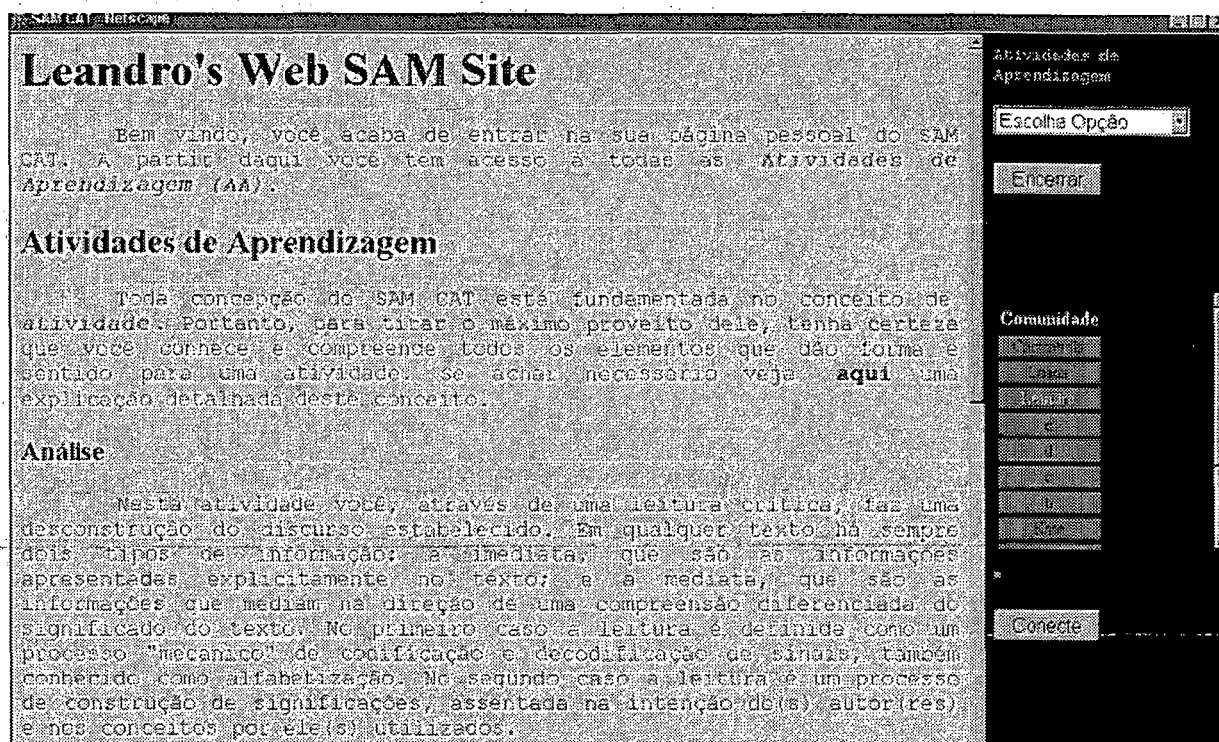 SAM CAT - Netscape
Leandro's Web SAM Site
Bem vindo, você acaba de entrar na sua página pessoal do SAM
CAT. A partir daqui você tem acesso a todas as Atividades de
Aprendizagem (AA).
Atividades de Aprendizagem
Toda concepção do SAM CAT está fundamentada no conceito de
atividade. Portanto, para tirar o máximo proveito dele, tenha certeza
que você conhece e compreende todos os elementos que dão forma e
sentido para uma atividade. Se achar necessário veja aqui uma
explicação detalhada deste conceito.
Análise
Nesta atividade você, através de uma leitura crítica, faz uma
desconstrução do discurso estabelecido. Em qualquer texto há sempre
dois tipos de informação: a imediata, que são as informações
apresentadas explicitamente no texto; e a mediata, que são as
informações que mediam na direção de uma compreensão diferenciada do
significado do texto. No primeiro caso a leitura é definida como um
processo "mecânico" de codificação e decodificação de sinais, também
conhecido como alfabetização. No segundo caso a leitura é um processo
de construção de significações, assentada na intenção do(s) autor(res)
e nos conceitos por ele(s) utilizados.
Atividades de
Aprendizagem
Escolha Opção
Encerrar
Comunidade
d
b
*
Conecte